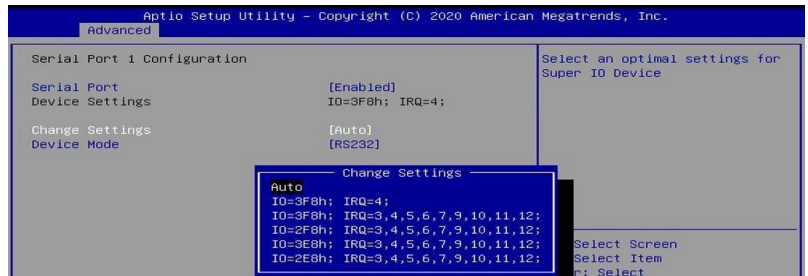 Aptio Setup Utility – Copyright (C) 2020 American Megatrends, Inc.
Advanced
Serial Port 1 Configuration
Serial Port [Enabled]
Device Settings IO=3F8h; IRQ=4;
Change Settings [Auto]
Device Mode [RS232]
Select an optimal settings for
Super IO Device
Change Settings
Auto
IO=3F8h; IRQ=4;
IO=3F8h; IRQ=3,4,5,6,7,9,10,11,12;
IO=2F8h; IRQ=3,4,5,6,7,9,10,11,12;
IO=3E8h; IRQ=3,4,5,6,7,9,10,11,12;
IO=2E8h; IRQ=3,4,5,6,7,9,10,11,12;
Select Screen
Select Item
r: Select